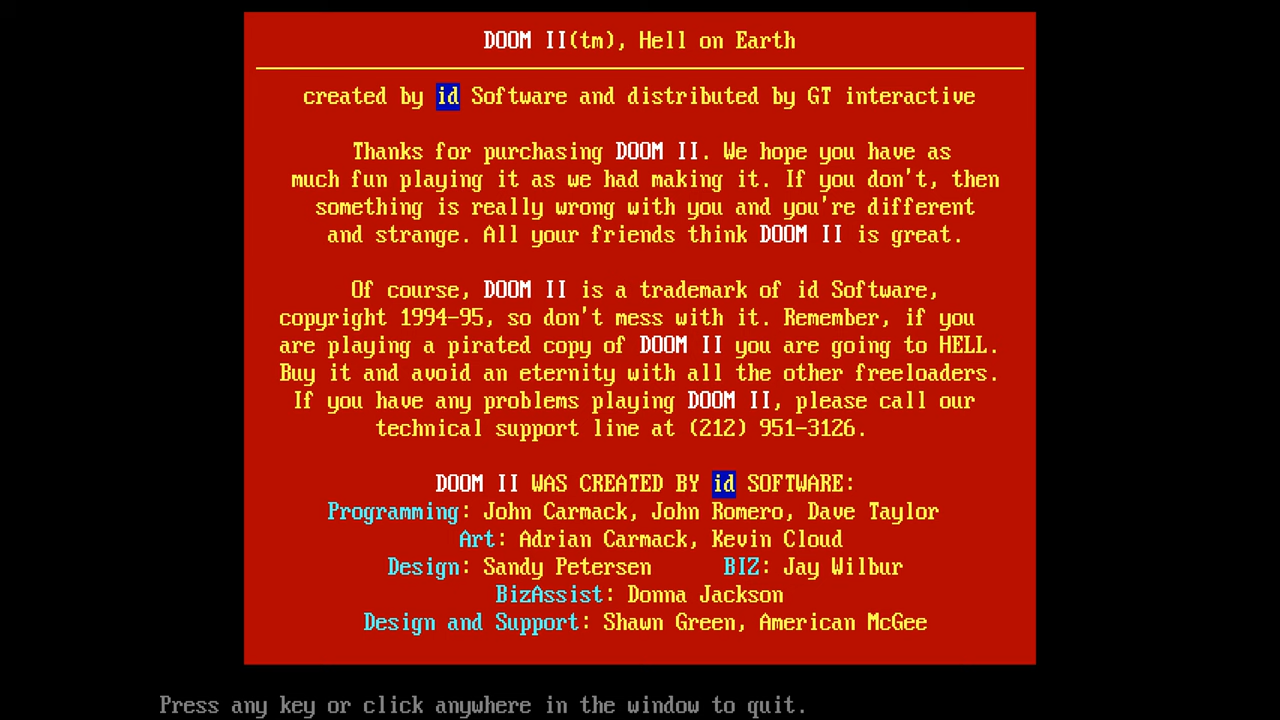 DOOM II(tm), Hell on Earth
created by id Software and distributed by GT interactive
Thanks for purchasing DOOM II. We hope you have as
much fun playing it as we had making it. If you don't, then
something is really wrong with you and you're different
and strange. All your friends think DOOM II is great.
Of course, DOOM II is a trademark of id Software,
copyright 1994-95, so don't mess with it. Remember, if you
are playing a pirated copy of DOOM II you are going to HELL.
Buy it and avoid an eternity with all the other freeloaders.
If you have any problems playing DOOM II, please call our
technical support line at (212) 951-3126.
DOOM II WAS CREATED BY id SOFTWARE:
Programming: John Carmack, John Romero, Dave Taylor
Art: Adrian Carmack, Kevin Cloud
Design: Sandy Petersen BIZ: Jay Wilbur
BizAssist: Donna Jackson
Design and Support: Shawn Green, American McGee
Press any key or click anywhere in the window to quit.